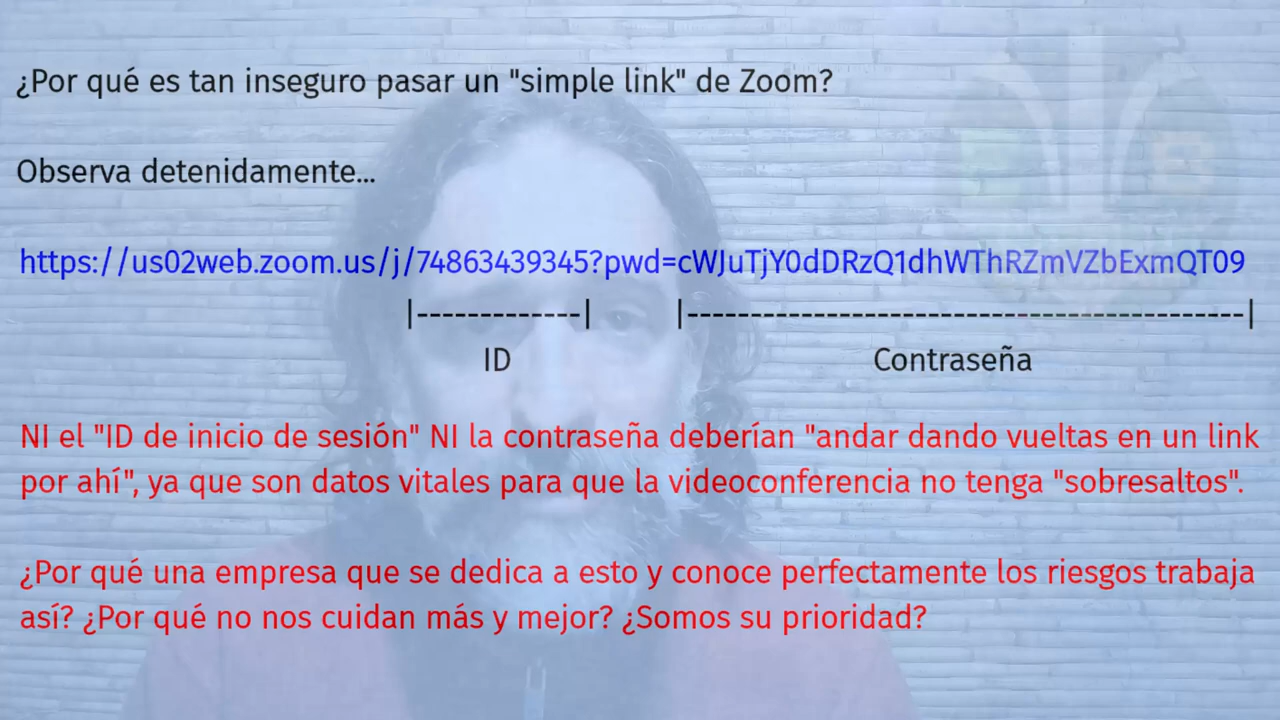 ¿Por qué es tan inseguro pasar un "simple link" de Zoom?
Observa detenidamente...
https://us02web.zoom.us/j/74863439345?pwd=cWJuTjY0dDRzQ1dhWThRZmVZbExmQT09
|-------------| |--------------------------------------------|
ID Contraseña
NI el "ID de inicio de sesión" NI la contraseña deberían "andar dando vueltas en un link
por ahí", ya que son datos vitales para que la videoconferencia no tenga "sobresaltos".
¿Por qué una empresa que se dedica a esto y conoce perfectamente los riesgos trabaja
así? ¿Por qué no nos cuidan más y mejor? ¿Somos su prioridad?